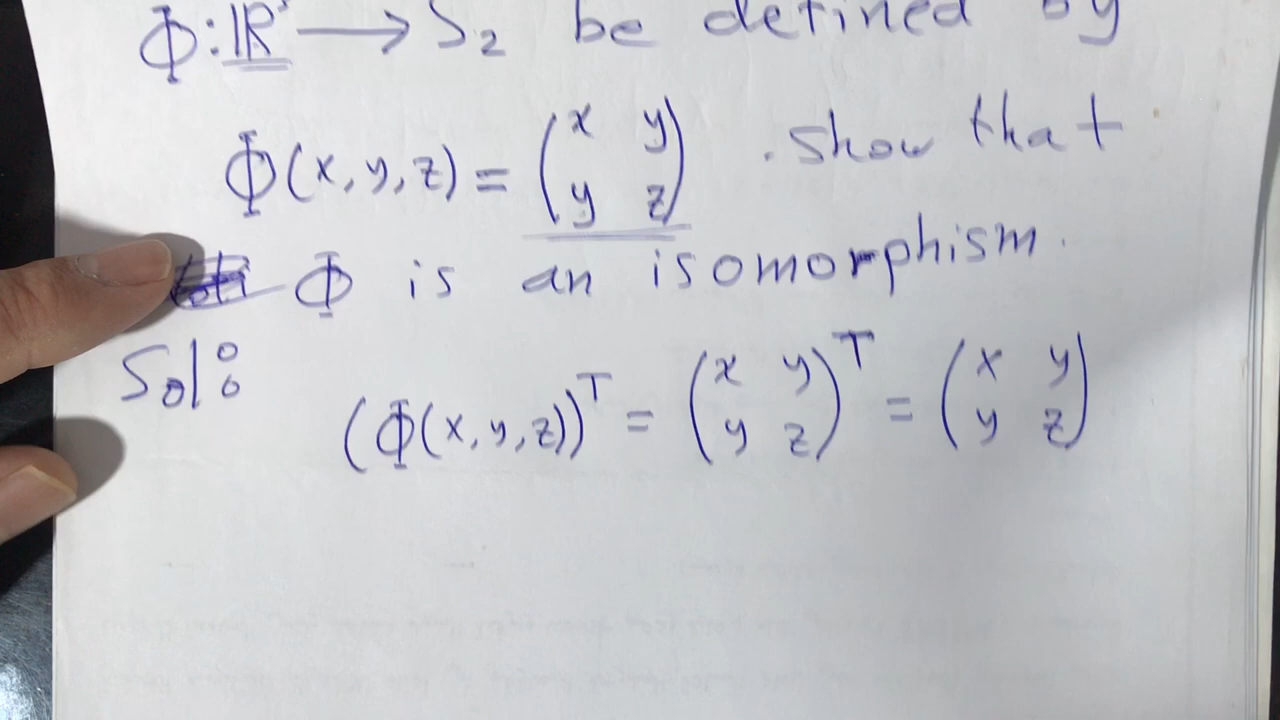 Φ: ℝ³ ⟶ S₂ be defined by
Φ(x, y, z) = (x y / y z) . show that
Φ is an isomorphism.
Sol: (Φ(x, y, z))ᵀ = (x y / y z)ᵀ = (x y / y z)